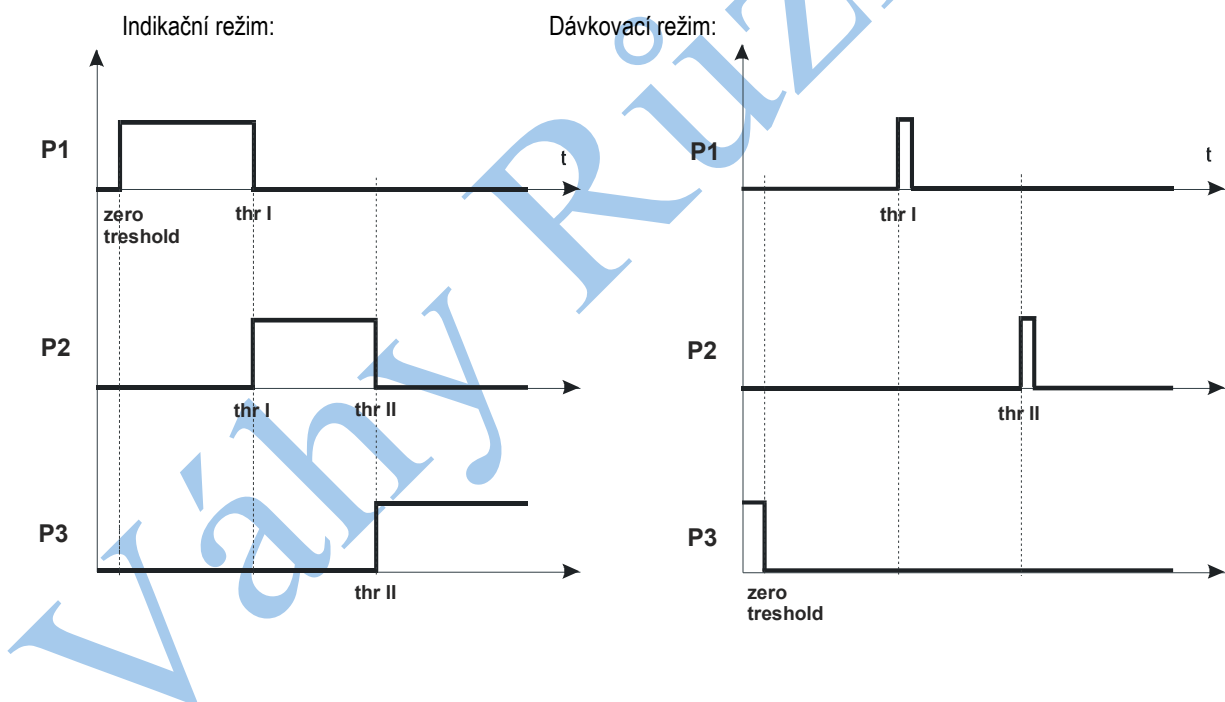 Indikační režim:
P1
t
zero
treshold
thr I
P2
thr I
thr II
P3
thr II
Dávkovací režim:
P1
t
thr I
P2
thr II
P3
zero
treshold
Váhy Růž